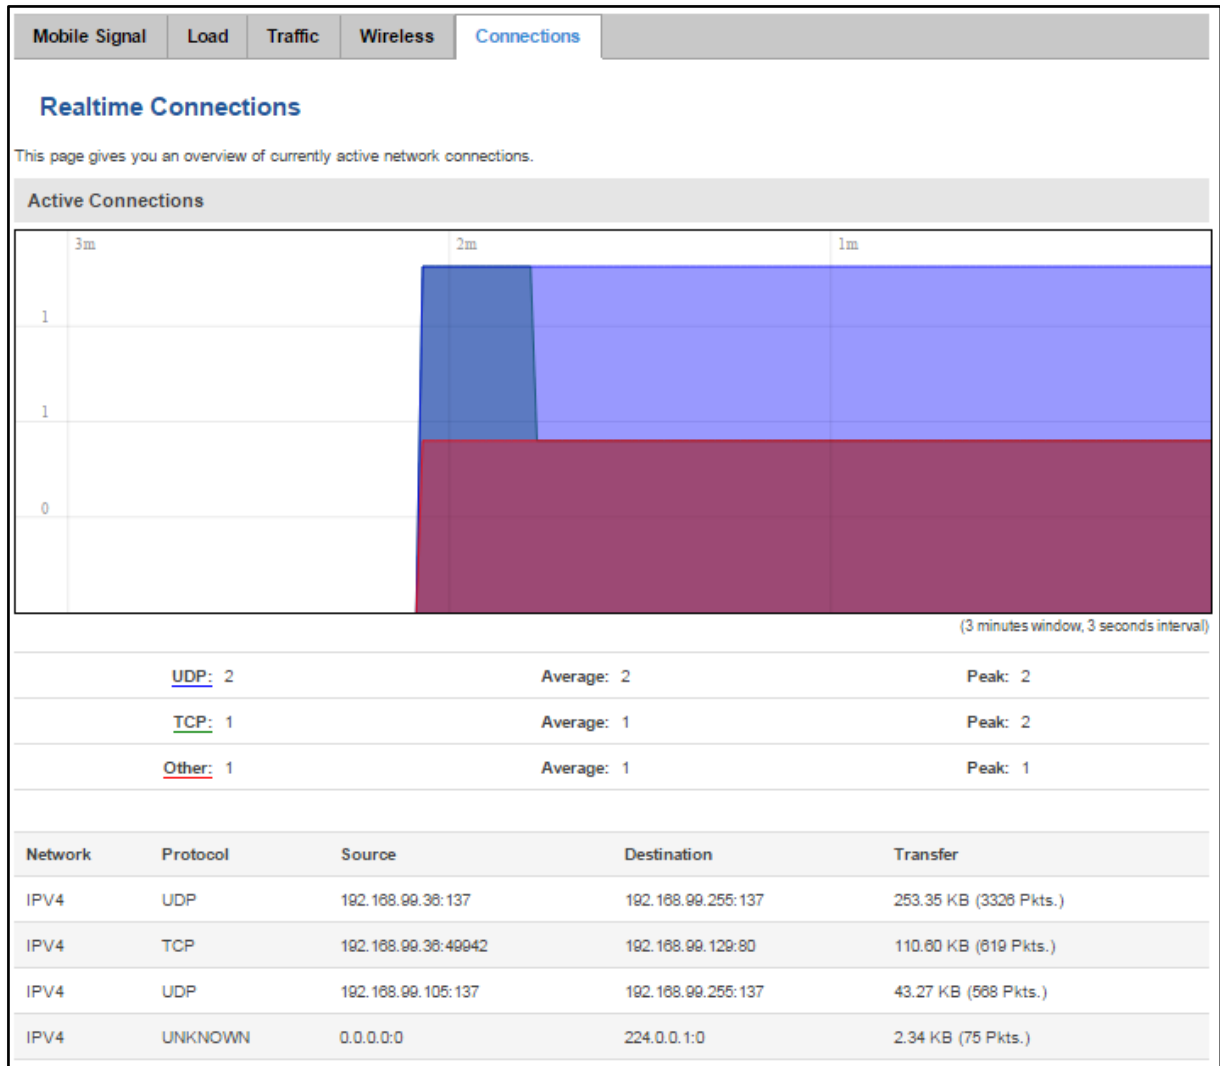 Mobile Signal Load Traffic Wireless Connections
Realtime Connections
This page gives you an overview of currently active network connections.
Active Connections
3m 2m 1m
1
1
0
(3 minutes window, 3 seconds interval)
UDP: 2 Average: 2 Peak: 2
TCP: 1 Average: 1 Peak: 2
Other: 1 Average: 1 Peak: 1
Network Protocol Source Destination Transfer
IPV4 UDP 192.168.99.36:137 192.168.99.255:137 253.35 KB (3326 Pkts.)
IPV4 TCP 192.168.99.36:49942 192.168.99.129:80 110.60 KB (619 Pkts.)
IPV4 UDP 192.168.99.105:137 192.168.99.255:137 43.27 KB (568 Pkts.)
IPV4 UNKNOWN 0.0.0.0:0 224.0.0.1:0 2.34 KB (75 Pkts.)